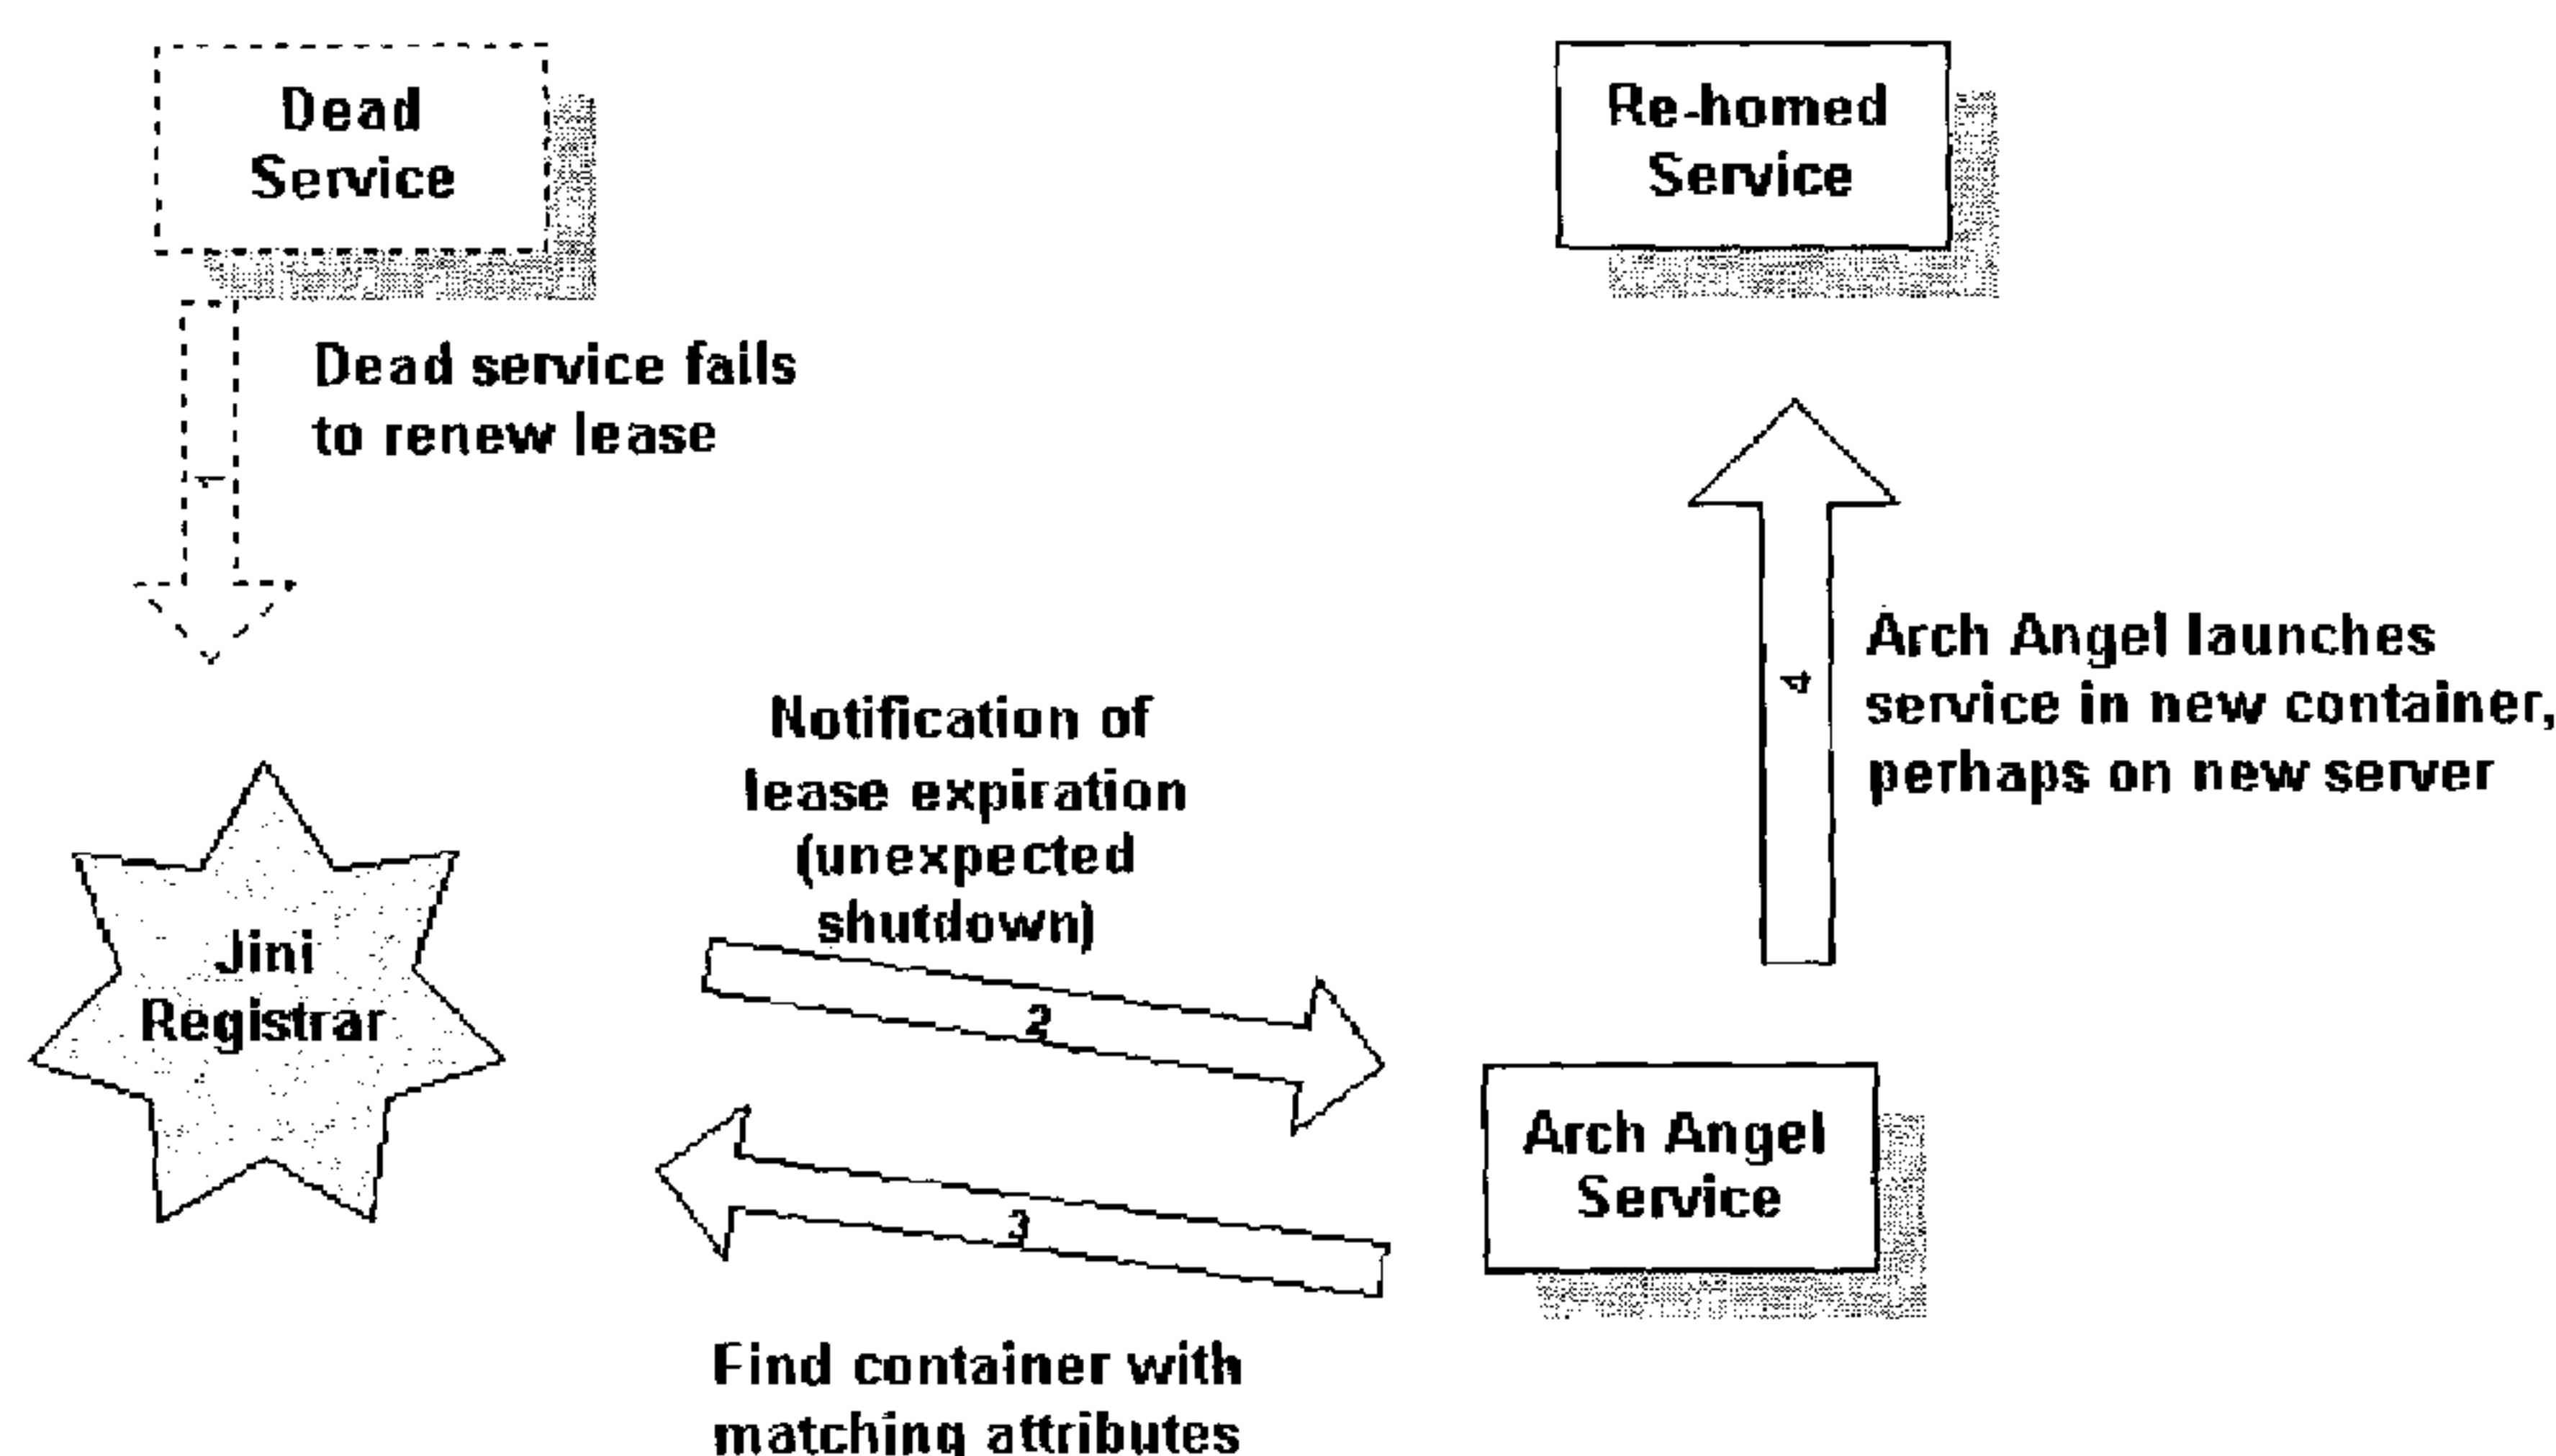 Dead
Service
Re-homed
Service
Dead service fails
to renew lease
1
Notification of
lease expiration
(unexpected
shutdown)
4
Arch Angel launches
service in new container,
perhaps on new server
Jini
Registrar
2
3
Arch Angel
Service
Find container with
matching attributes